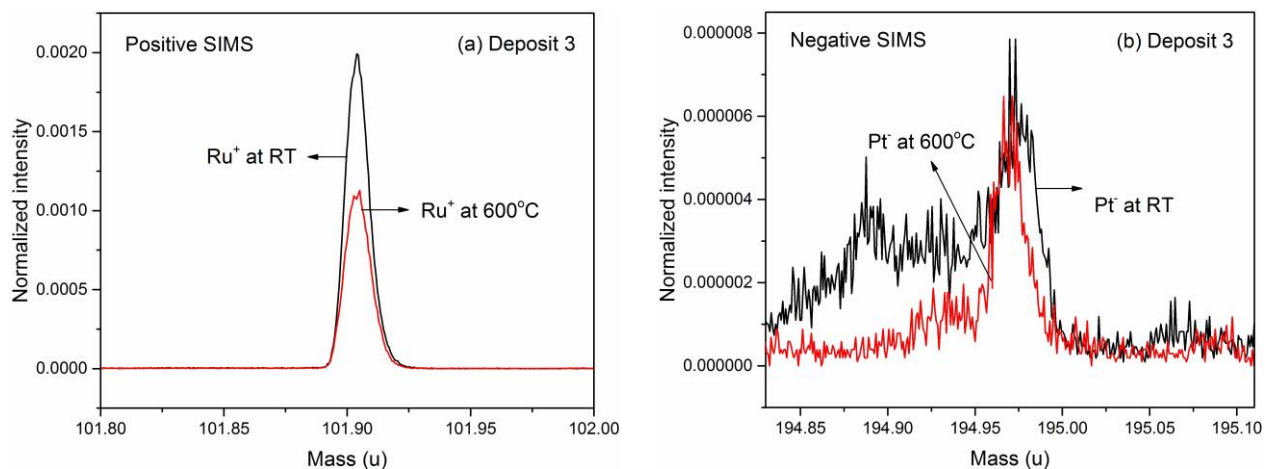 Positive SIMS (a) Deposit 3
0.0020
0.0015
0.0010
0.0005
0.0000
Normalized intensity
Ru⁺ at RT
Ru⁺ at 600°C
101.80 101.85 101.90 101.95 102.00
Mass (u)
Negative SIMS (b) Deposit 3
0.000008
0.000006
0.000004
0.000002
0.000000
Normalized intensity
Pt⁻ at 600°C
Pt⁻ at RT
194.85 194.90 194.95 195.00 195.05 195.10
Mass (u)